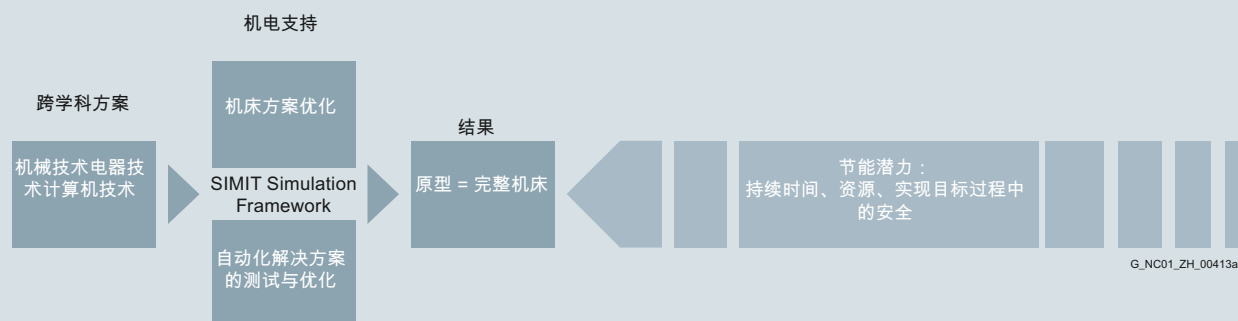 机电支持
跨学科方案
机床方案优化
结果
机械技术电器技
术计算机技术
SIMIT Simulation
Framework
原型 = 完整机床
节能潜力：
持续时间、资源、实现目标过程中
的安全
自动化解决方案
的测试与优化
G_NC01_ZH_00413a